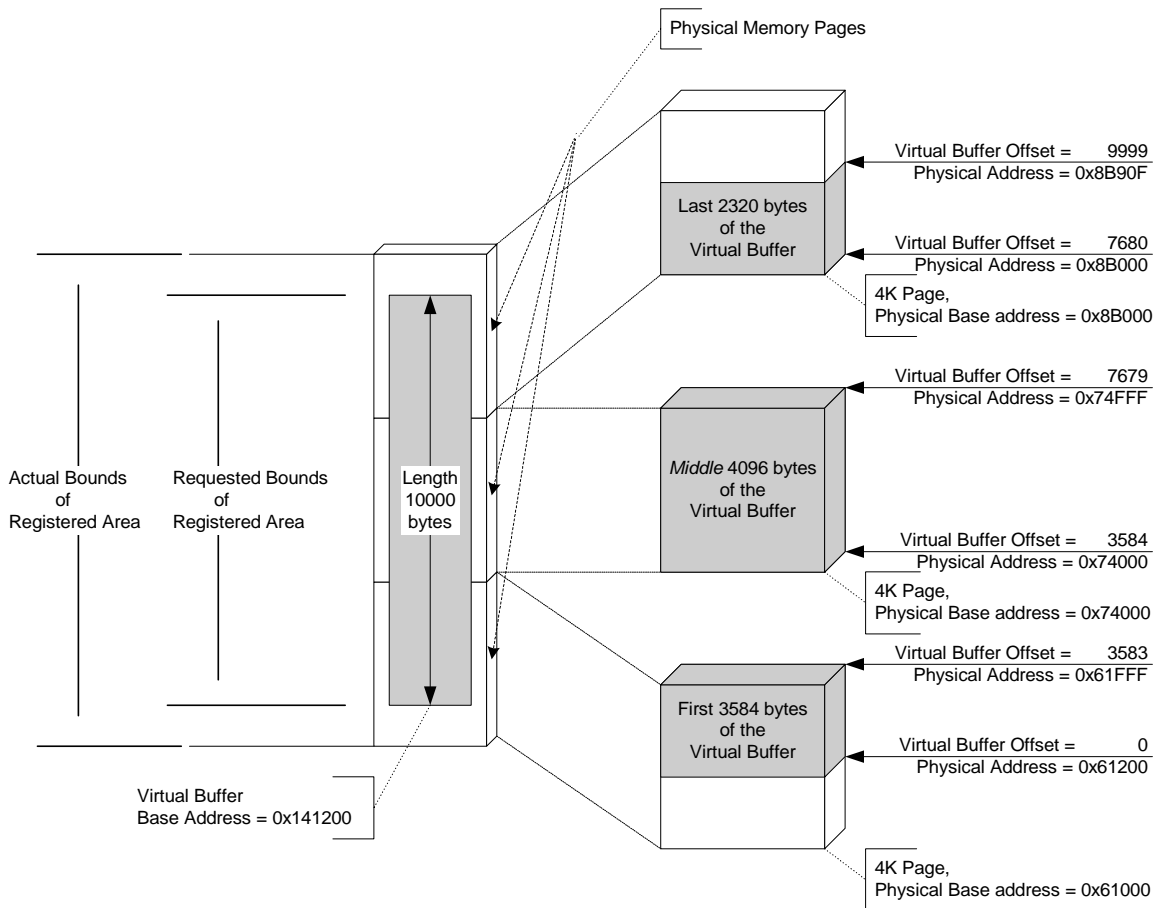 Physical Memory Pages
Virtual Buffer Offset = 9999
Physical Address = 0x8B90F
Last 2320 bytes
of the
Virtual Buffer
Virtual Buffer Offset = 7680
Physical Address = 0x8B000
4K Page,
Physical Base address = 0x8B000
Virtual Buffer Offset = 7679
Physical Address = 0x74FFF
Actual Bounds
of
Registered Area
Requested Bounds
of
Registered Area
Length
10000
bytes
Middle 4096 bytes
of the
Virtual Buffer
Virtual Buffer Offset = 3584
Physical Address = 0x74000
4K Page,
Physical Base address = 0x74000
Virtual Buffer Offset = 3583
Physical Address = 0x61FFF
First 3584 bytes
of the
Virtual Buffer
Virtual Buffer Offset = 0
Physical Address = 0x61200
Virtual Buffer
Base Address = 0x141200
4K Page,
Physical Base address = 0x61000